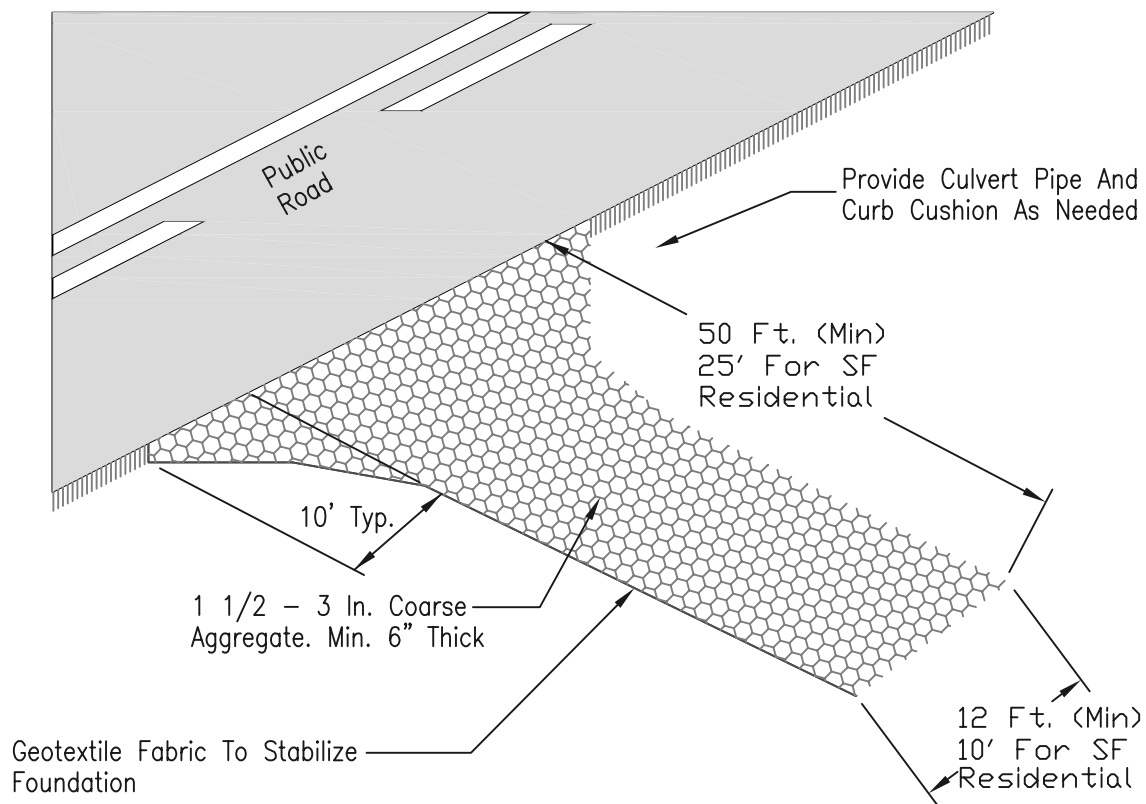 Public
Road
Provide Culvert Pipe And
Curb Cushion As Needed
50 Ft. (Min)
25' For SF
Residential
10' Typ.
1 1/2 – 3 In. Coarse
Aggregate. Min. 6" Thick
12 Ft. (Min)
10' For SF
Residential
Geotextile Fabric To Stabilize
Foundation